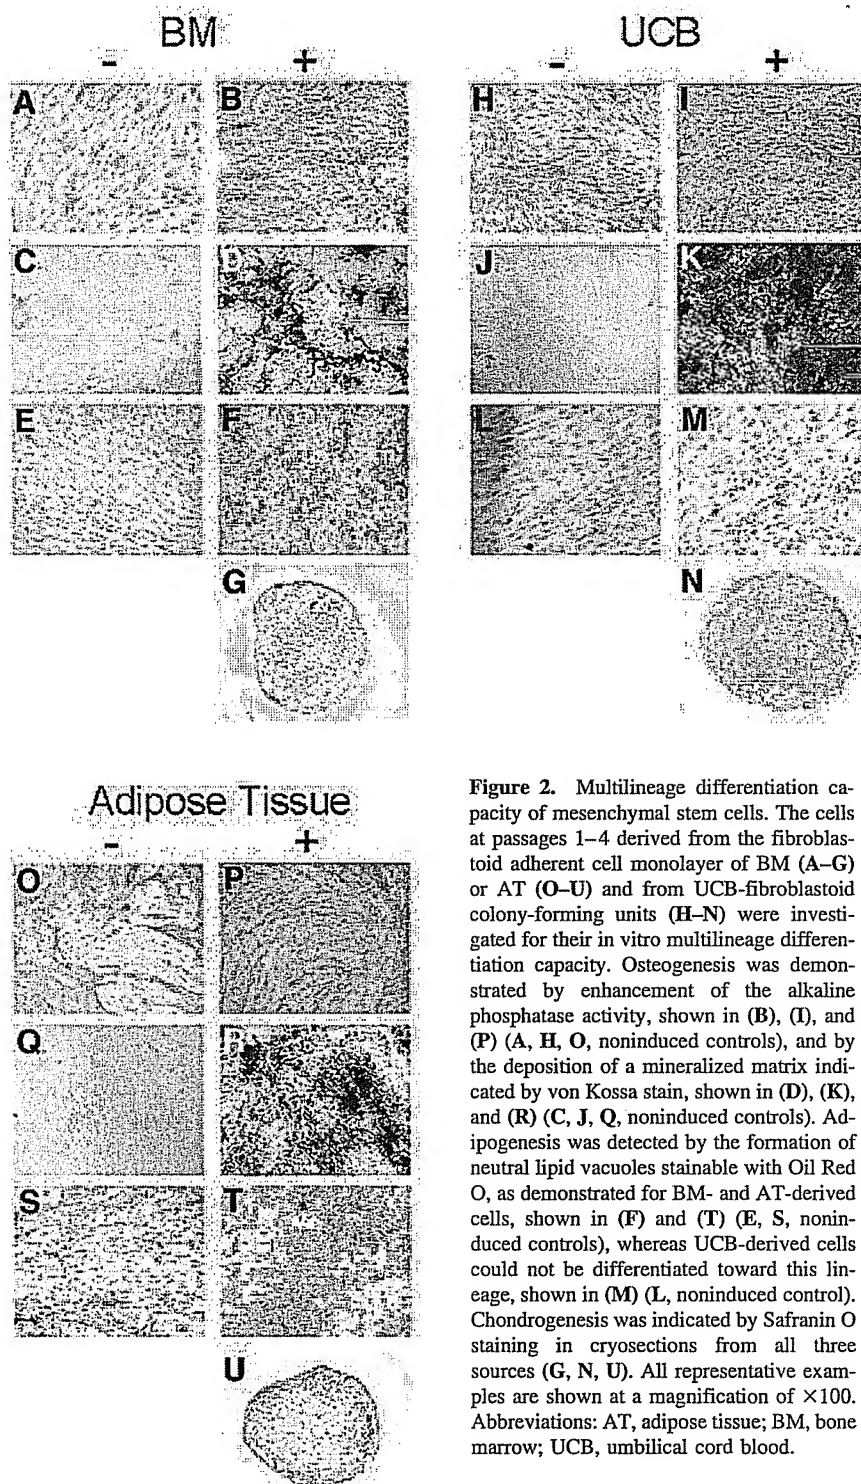 BM
- +
A B
C D
E F
G
UCB
- +
H I
J K
L M
N
Adipose Tissue
- +
O P
Q R
S T
U
Figure 2. Multilineage differentiation ca-
pacity of mesenchymal stem cells. The cells
at passages 1–4 derived from the fibroblas-
toid adherent cell monolayer of BM (A–G)
or AT (O–U) and from UCB-fibroblastoid
colony-forming units (H–N) were investi-
gated for their in vitro multilineage differen-
tiation capacity. Osteogenesis was demon-
strated by enhancement of the alkaline
phosphatase activity, shown in (B), (I), and
(P) (A, H, O, noninduced controls), and by
the deposition of a mineralized matrix indi-
cated by von Kossa stain, shown in (D), (K),
and (R) (C, J, Q, noninduced controls). Ad-
ipogenesis was detected by the formation of
neutral lipid vacuoles stainable with Oil Red
O, as demonstrated for BM- and AT-derived
cells, shown in (F) and (T) (E, S, nonin-
duced controls), whereas UCB-derived cells
could not be differentiated toward this lin-
eage, shown in (M) (L, noninduced control).
Chondrogenesis was indicated by Safranin O
staining in cryosections from all three
sources (G, N, U). All representative exam-
ples are shown at a magnification of ×100.
Abbreviations: AT, adipose tissue; BM, bone
marrow; UCB, umbilical cord blood.